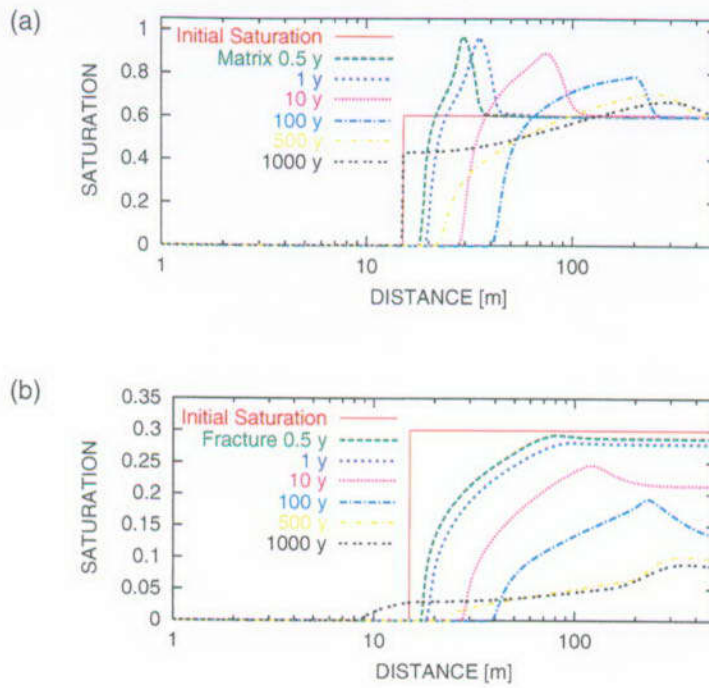 (a)
1
0.8
0.6
0.4
0.2
0
SATURATION
Initial Saturation
Matrix 0.5 y
1 y
10 y
100 y
500 y
1000 y
1 10 100
DISTANCE [m]
(b)
0.35
0.3
0.25
0.2
0.15
0.1
0.05
0
SATURATION
Initial Saturation
Fracture 0.5 y
1 y
10 y
100 y
500 y
1000 y
1 10 100
DISTANCE [m]